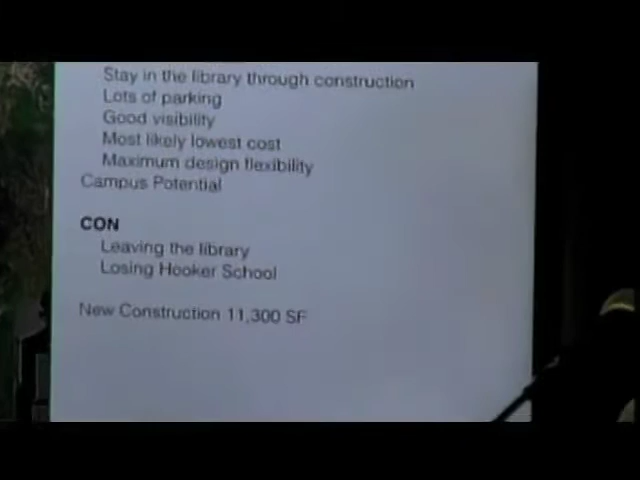 Stay in the library through construction
Lots of parking
Good visibility
Most likely lowest cost
Maximum design flexibility
Campus Potential
CON
Leaving the library
Losing Hooker School
New Construction 11,300 SF